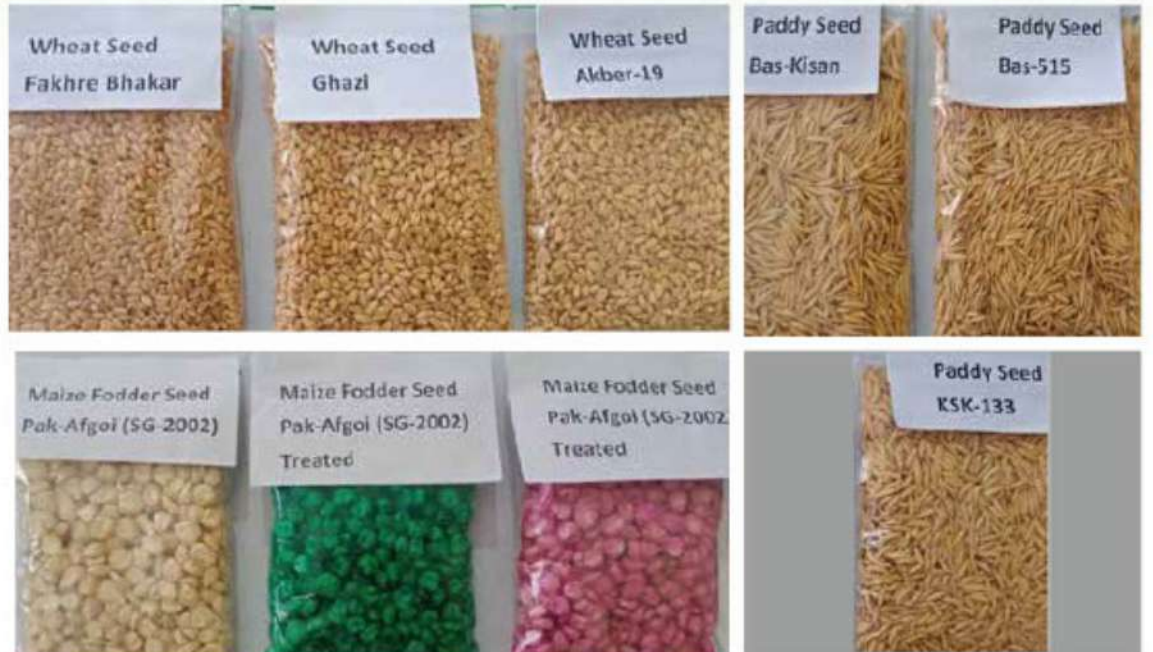 Wheat Seed
Fakhre Bhakar
Wheat Seed
Ghazi
Wheat Seed
Akber-19
Paddy Seed
Bas-Kisan
Paddy Seed
Bas-515
Maize Fodder Seed
Pak-Afgoi (SG-2002)
Maize Fodder Seed
Pak-Afgoi (SG-2002)
Treated
Maize Fodder Seed
Pak-Afgoi (SG-2002
Treated
Paddy Seed
KSK-133